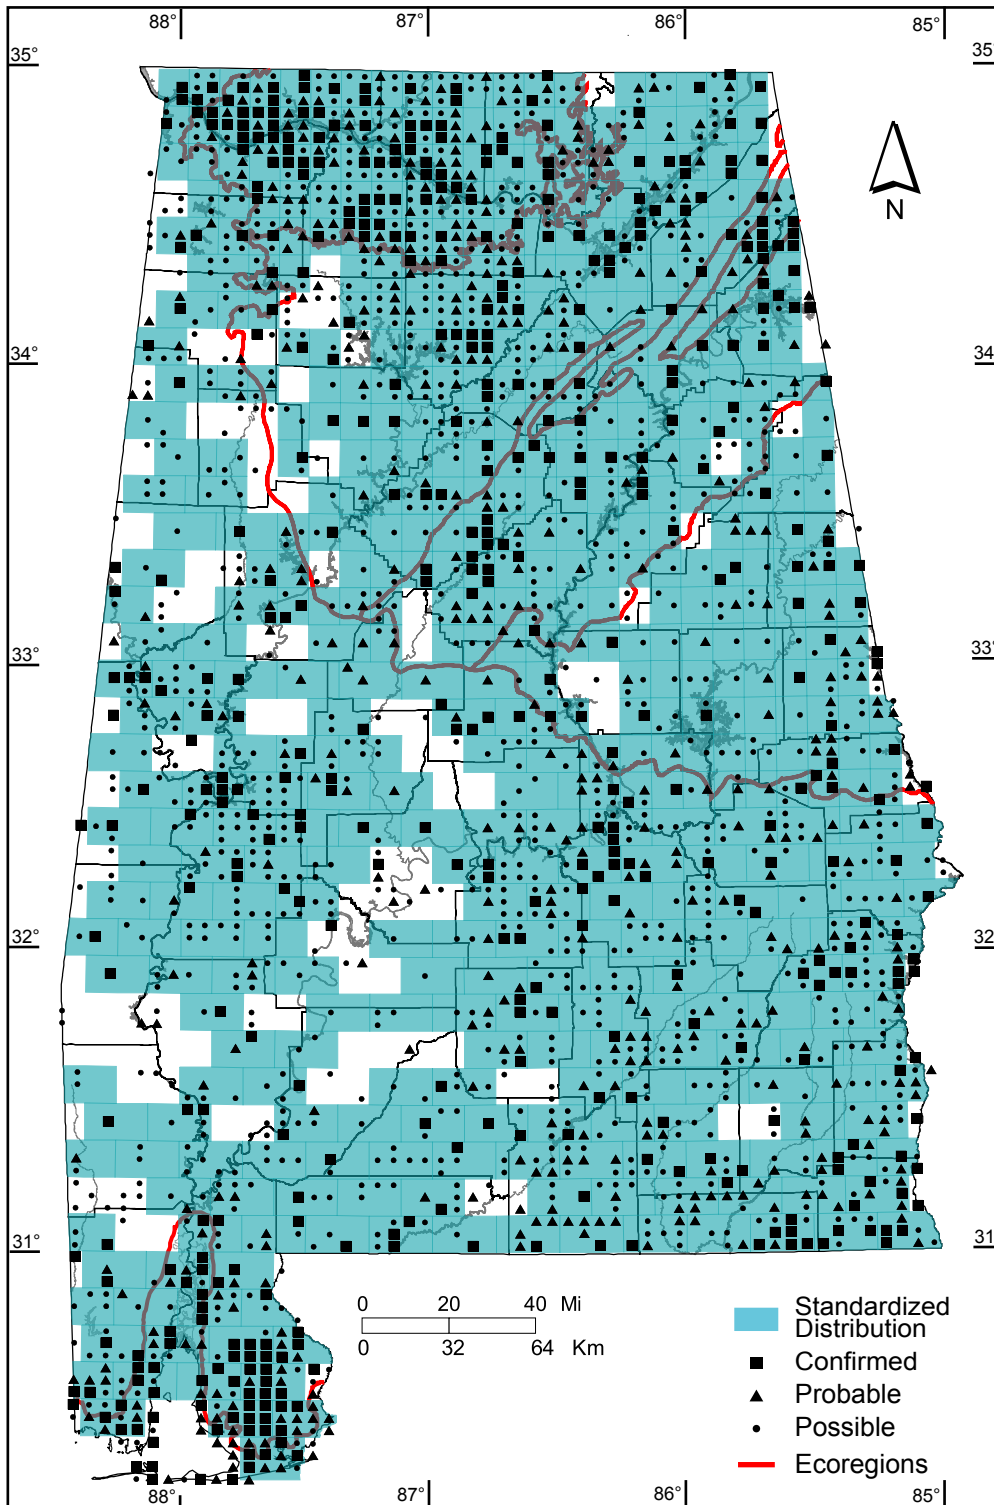 88° 87° 86° 85°
35° 35
N
34° 34
33° 33°
32° 32
31° 31
0 20 40 Mi
0 32 64 Km
Standardized
Distribution
Confirmed
Probable
Possible
Ecoregions
88° 87° 86° 85°